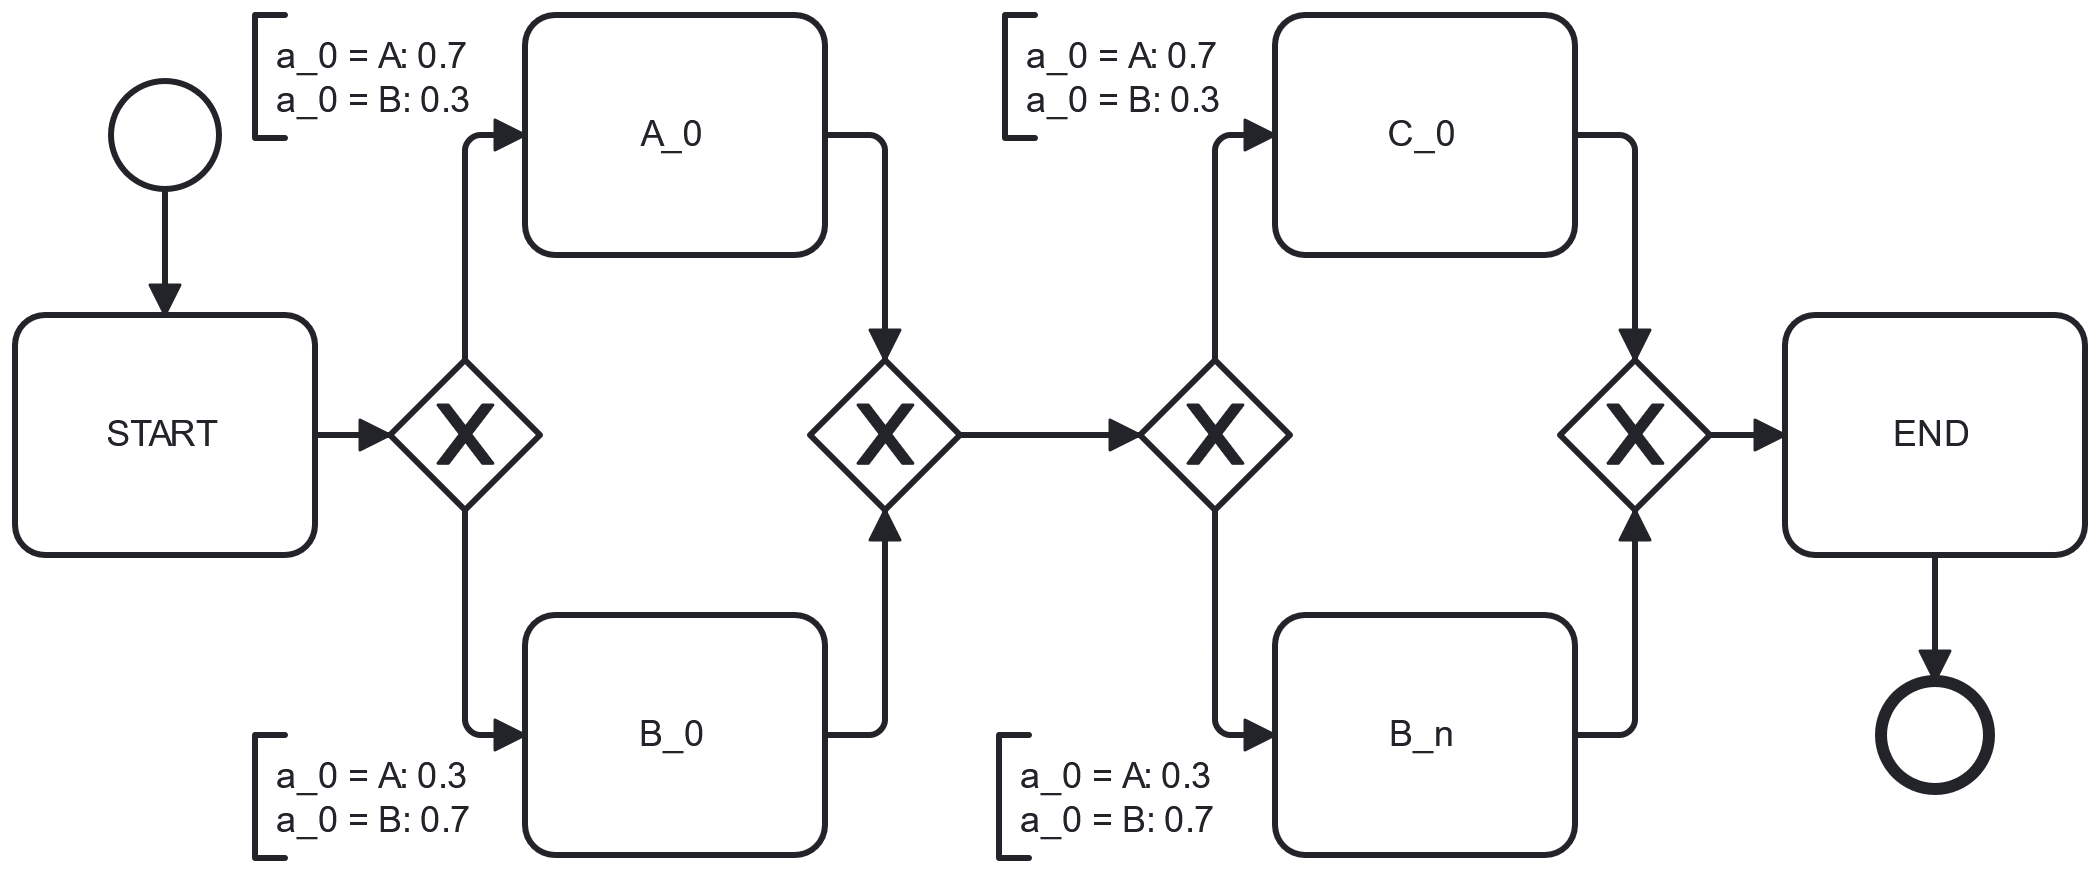 a_0 = A: 0.7
a_0 = B: 0.3
A_0
a_0 = A: 0.7
a_0 = B: 0.3
C_0
START
X
X
X
X
END
B_0
a_0 = A: 0.3
a_0 = B: 0.7
B_n
a_0 = A: 0.3
a_0 = B: 0.7